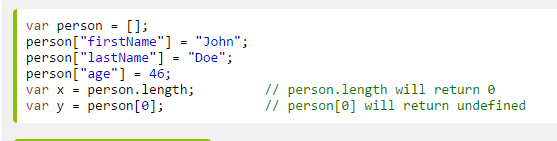 var person = [];
person["firstName"] = "John";
person["lastName"] = "Doe";
person["age"] = 46;
var x = person.length;         // person.length will return 0
var y = person[0];             // person[0] will return undefined